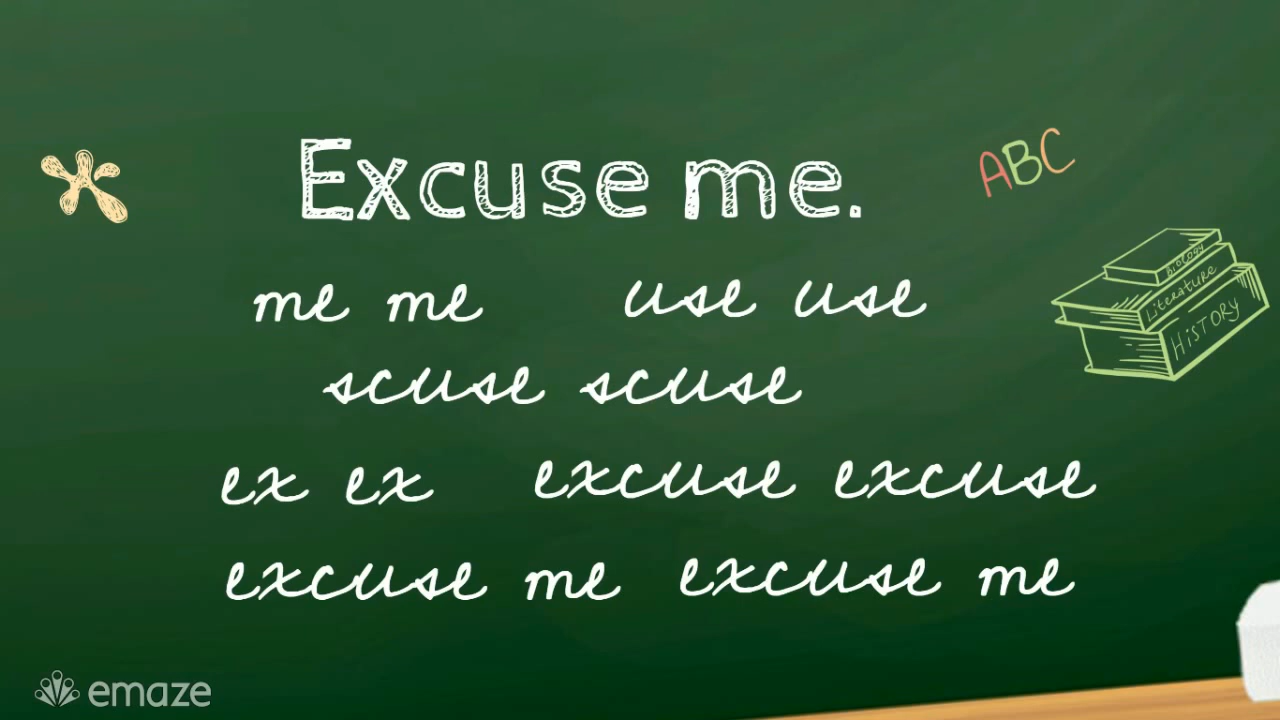 Excuse me.
ABC
me me use use
biology
Literature
HISTORY
scuse scuse
ex ex excuse excuse
excuse me excuse me
emaze